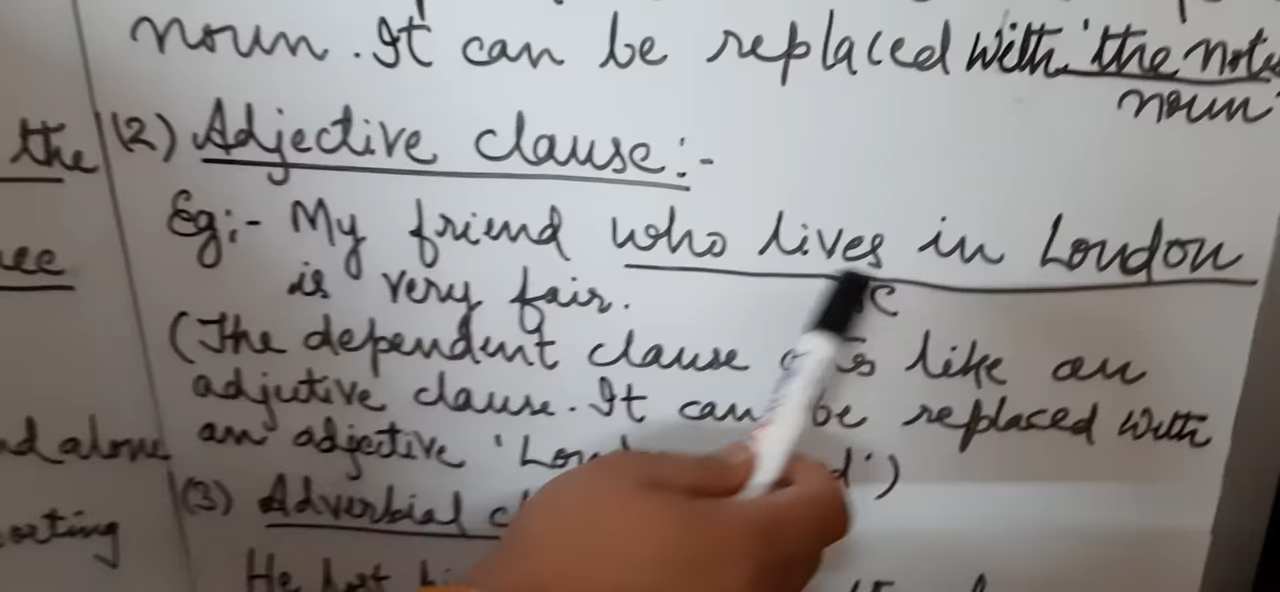 noun. It can be replaced with 'the
noun
the
(2) Adjective clause:-
Eg:- My friend who lives in London
is very fair.
(The dependent clause like an
adjective clause. It can be replaced with
d alone
an adjective
(3) Adverbial
orting
He